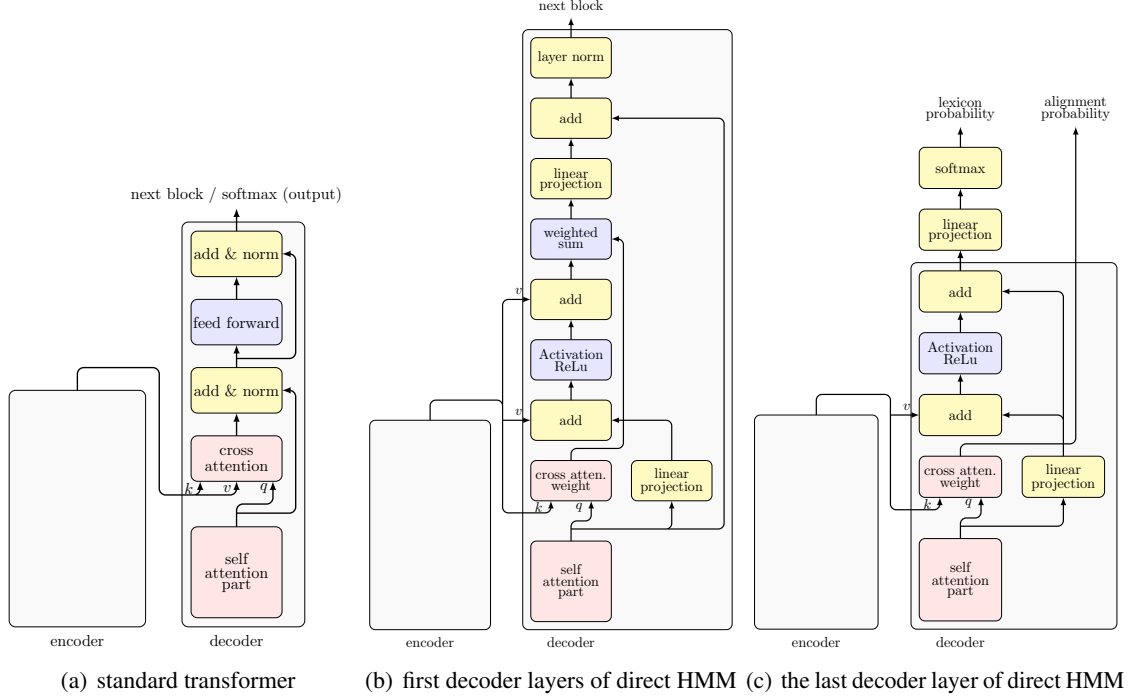 next block / softmax (output)
add & norm
feed forward
add & norm
cross
attention
k
v
q
self
attention
part
encoder
decoder
(a) standard transformer
next block
layer norm
add
linear
projection
weighted
sum
v
add
Activation
ReLu
v
add
cross atten.
weight
linear
projection
k
q
self
attention
part
encoder
decoder
(b) first decoder layers of direct HMM
lexicon
probability
alignment
probability
softmax
linear
projection
add
Activation
ReLu
v
add
cross atten.
weight
linear
projection
k
q
self
attention
part
encoder
decoder
(c) the last decoder layer of direct HMM